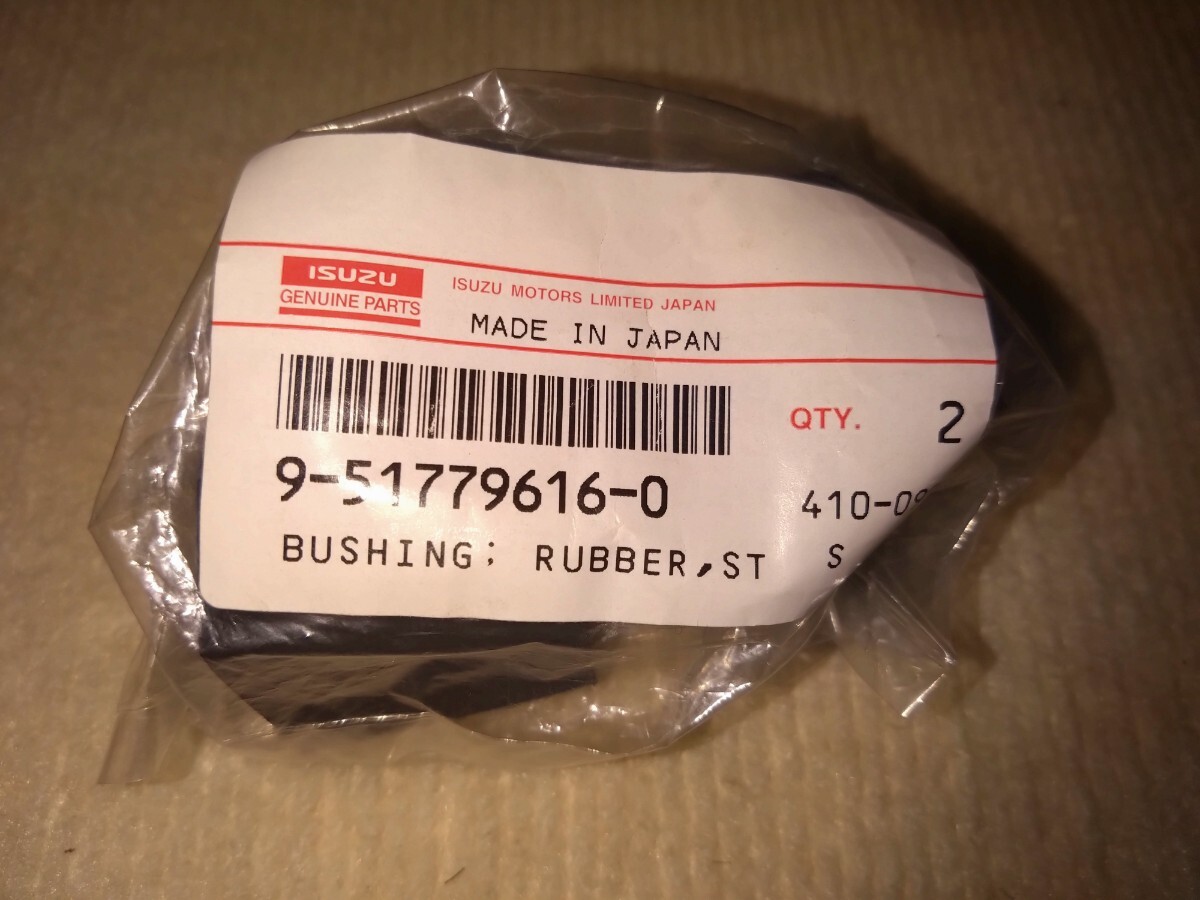 ISUZU
GENUINE PARTS
ISUZU MOTORS LIMITED JAPAN
MADE IN JAPAN
QTY. 2
9-51779616-0
BUSHING; RUBBER,ST S